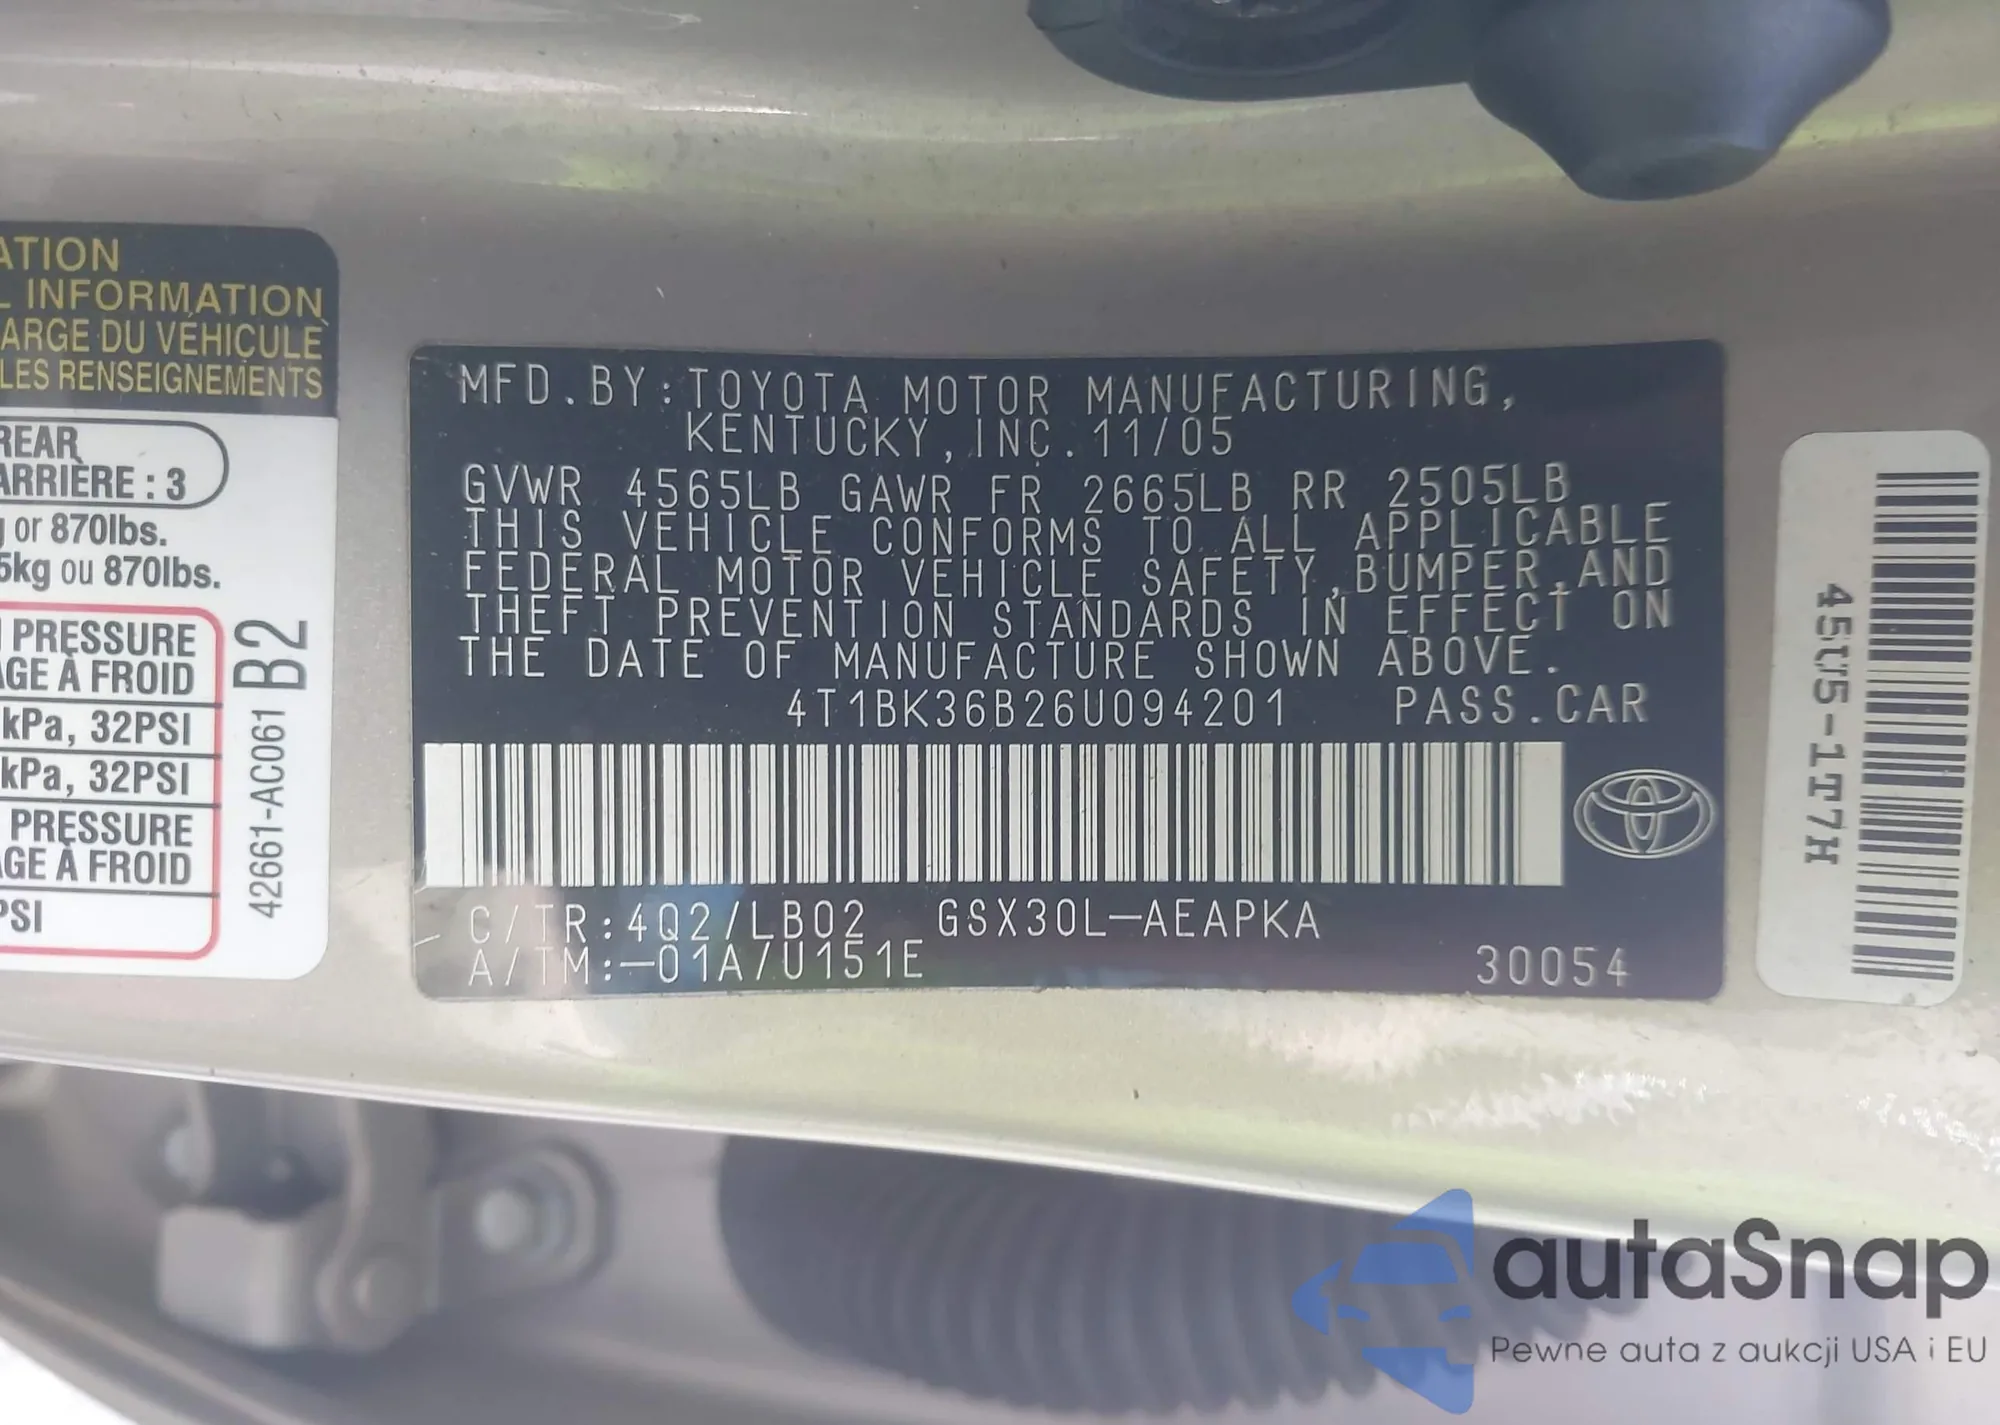 ATION
L INFORMATION
ARGE DU VÉHICULE
LES RENSEIGNEMENTS
REAR
ARRIÈRE : 3
g or 870lbs.
5kg ou 870lbs.
PRESSURE
AGE À FROID
kPa, 32PSI
kPa, 32PSI
PRESSURE
AGE À FROID
PSI
42661-AC061 B2
MFD. BY: TOYOTA MOTOR MANUFACTURING,
KENTUCKY, INC. 11/05
GVWR 4565LB GAWR FR 2665LB RR 2505LB
THIS VEHICLE CONFORMS TO ALL APPLICABLE
FEDERAL MOTOR VEHICLE SAFETY, BUMPER, AND
THEFT PREVENTION STANDARDS IN EFFECT ON
THE DATE OF MANUFACTURE SHOWN ABOVE.
4T1BK36B26U094201 PASS. CAR
C/TR:4Q2/LB02 GSX30L-AEAPKA
A/TM:-01A/U151E
30054
45U5-1T7H
autaSnap
Pewne auta z aukcji USA i EU